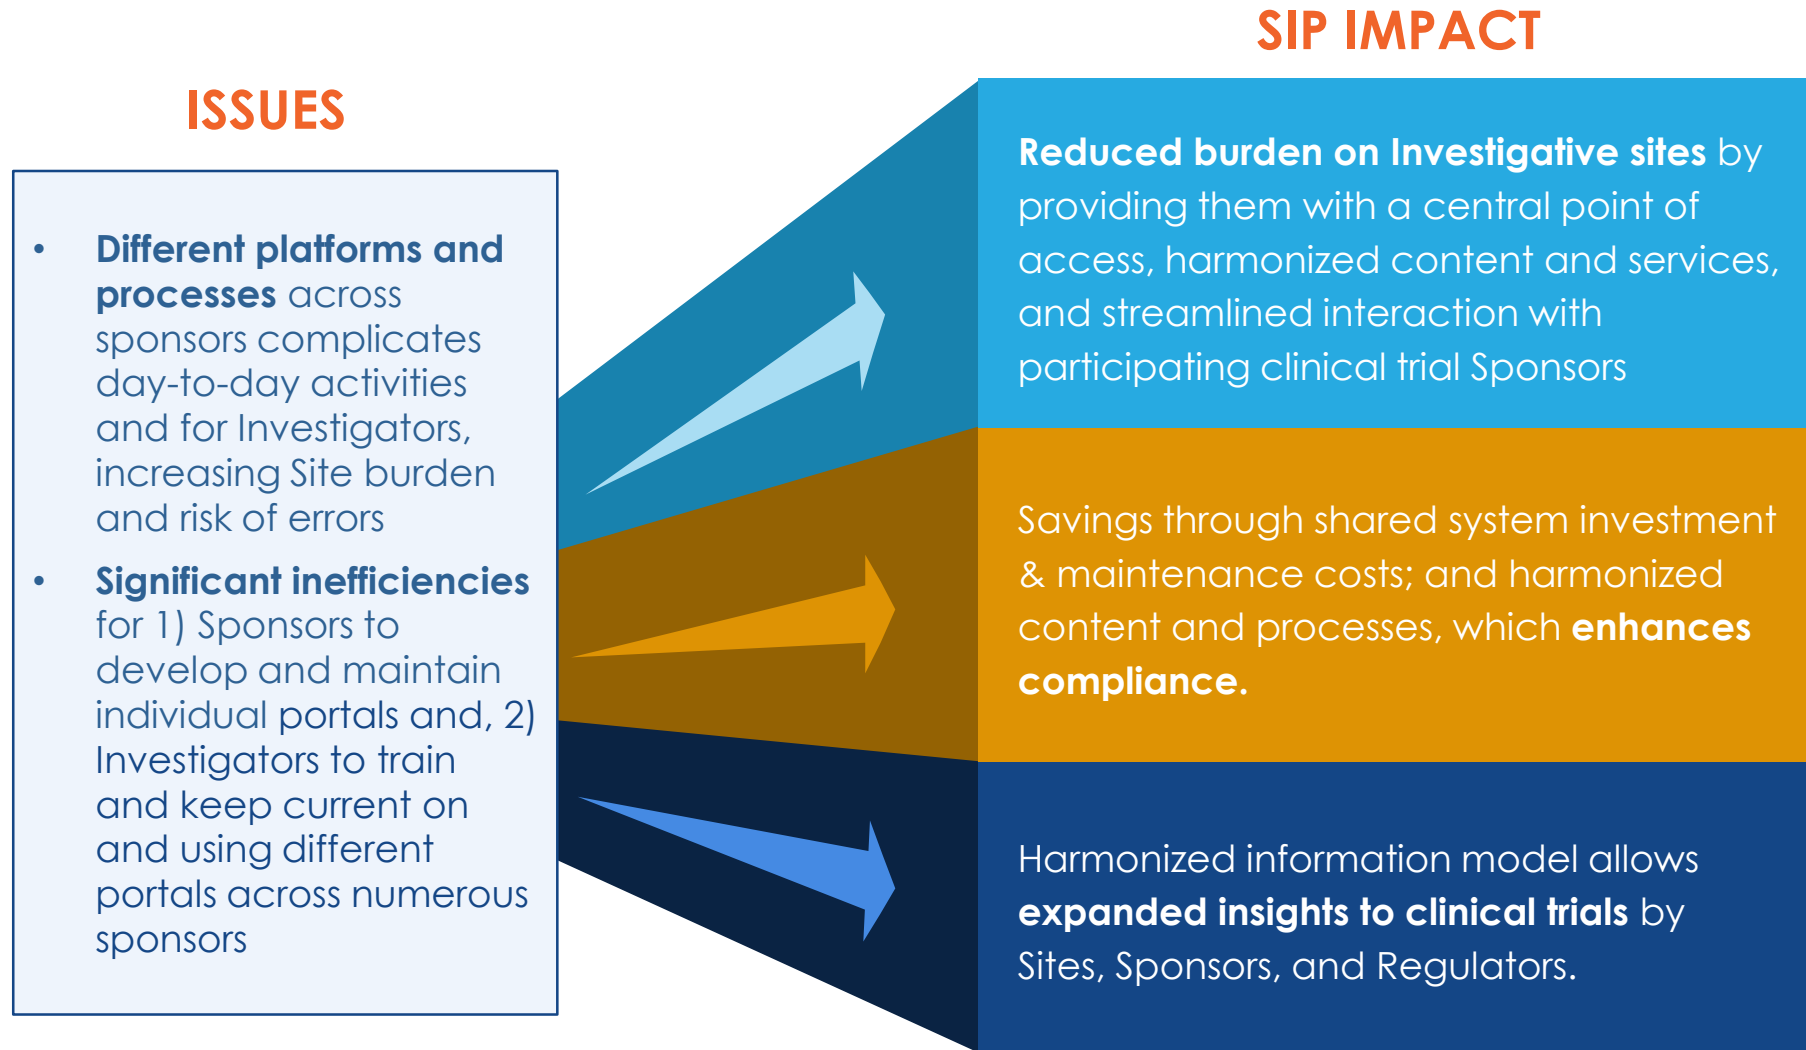 SIP IMPACT
ISSUES
• Different platforms and
processes across
sponsors complicates
day-to-day activities
and for Investigators,
increasing Site burden
and risk of errors
• Significant inefficiencies
for 1) Sponsors to
develop and maintain
individual portals and, 2)
Investigators to train
and keep current on
and using different
portals across numerous
sponsors
Reduced burden on Investigative sites by
providing them with a central point of
access, harmonized content and services,
and streamlined interaction with
participating clinical trial Sponsors
Savings through shared system investment
& maintenance costs; and harmonized
content and processes, which enhances
compliance.
Harmonized information model allows
expanded insights to clinical trials by
Sites, Sponsors, and Regulators.